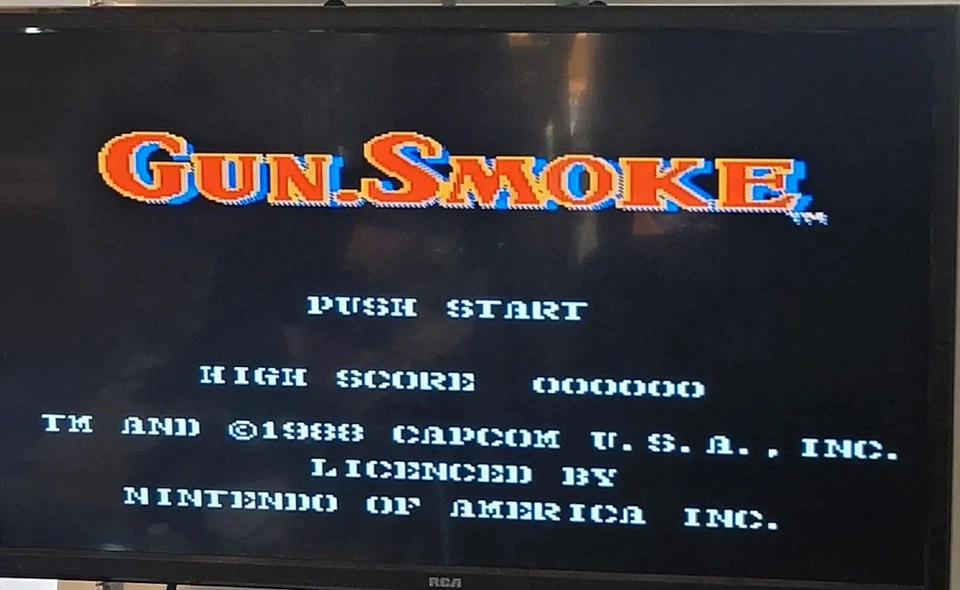 GUN.SMOKE
TM
PUSH START
HIGH SCORE 000000
TM AND ©1988 CAPCOM U.S.A., INC.
LICENCED BY
NINTENDO OF AMERICA INC.
RCA